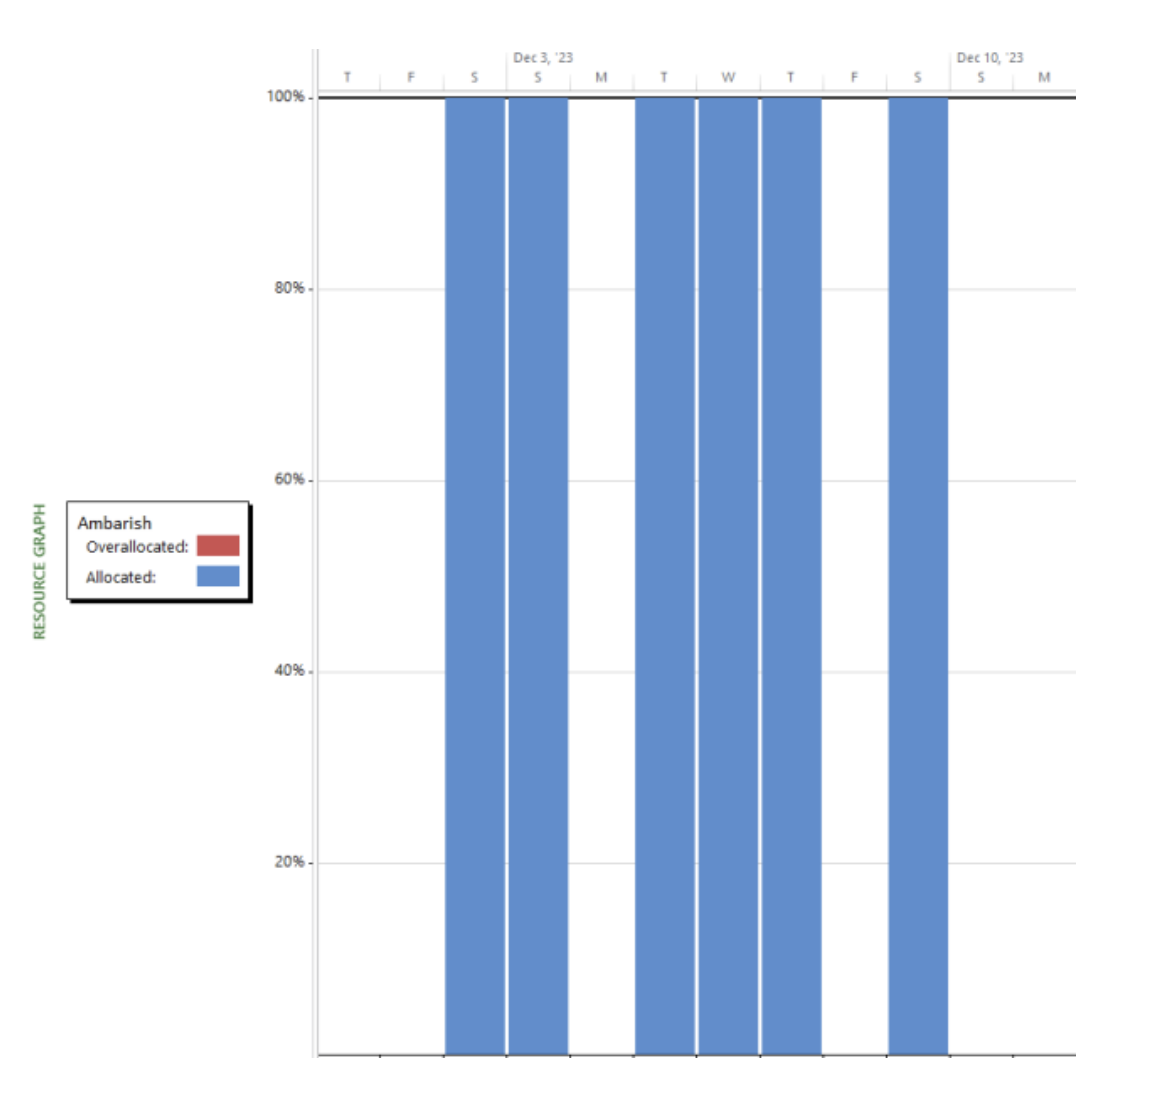 Dec 3, '23 Dec 10, '23
T F S S M T W T F S S M
100%
80%
60%
40%
20%
RESOURCE GRAPH
Ambarish
Overallocated:
Allocated: